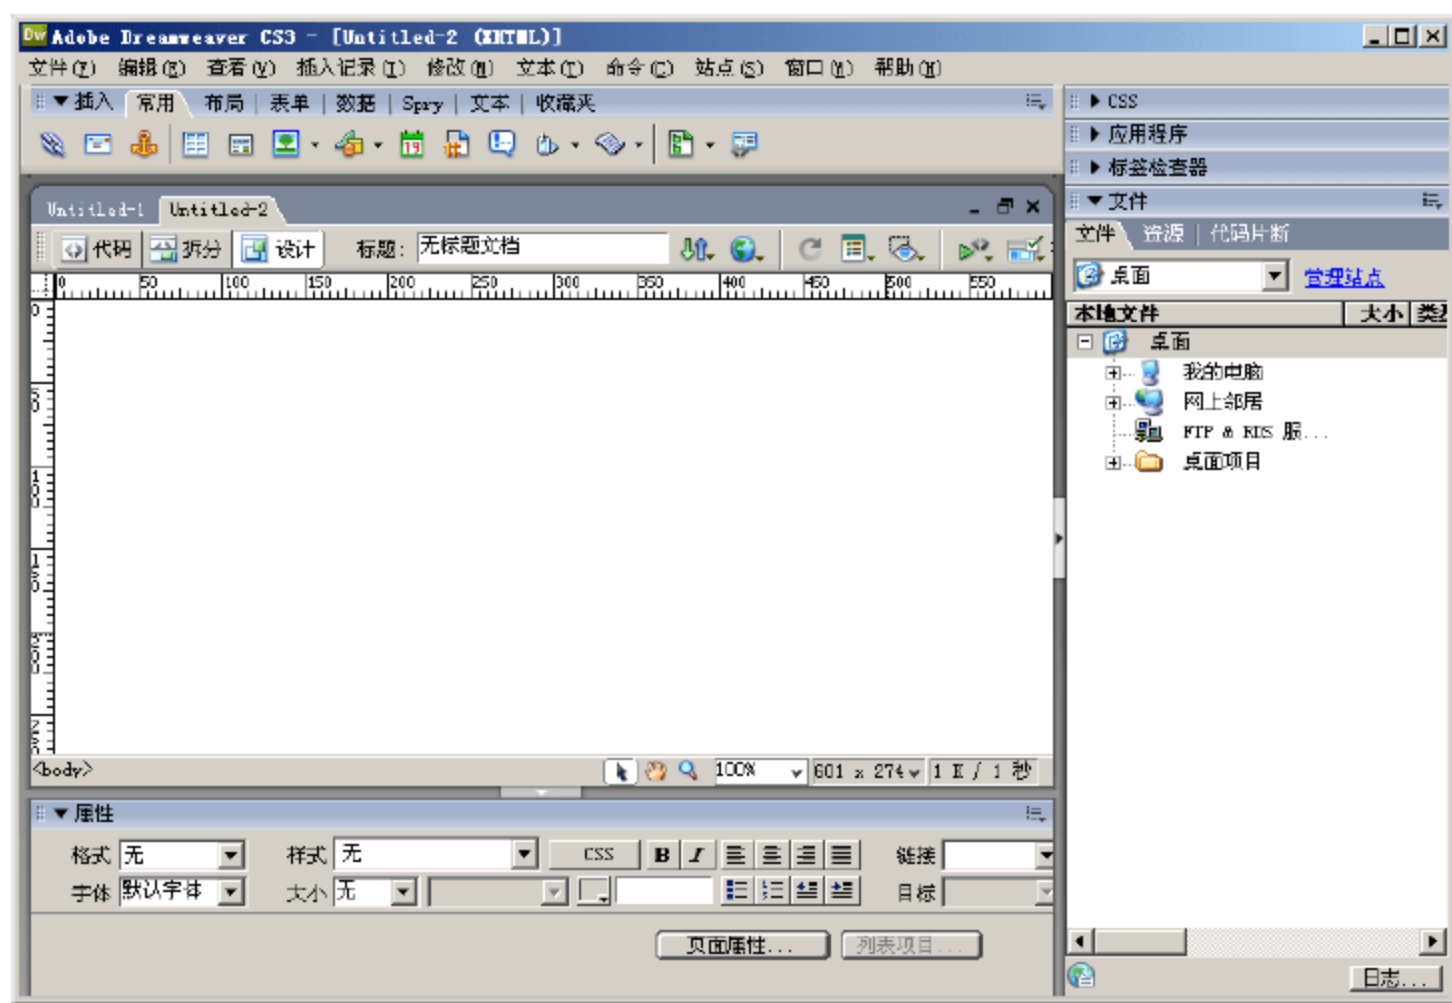 Dw Adobe Dreamweaver CS3 - [Untitled-2 (XHTML)]
文件(F) 编辑(E) 查看(V) 插入记录(I) 修改(M) 文本(T) 命令(C) 站点(S) 窗口(W) 帮助(H)
▼插入 常用 布局 | 表单 | 数据 | Spry | 文本 | 收藏夹
19
Untitled-1 Untitled-2
代码 拆分 设计 标题: 无标题文档
0 50 100 150 200 250 300 350 400 450 500 550
0
50
100
150
200
<body>
100% 601 x 274 1 K / 1 秒
▼属性
格式 无 样式 无 CSS B I 链接
字体 默认字体 大小 无 目标
页面属性... 列表项目...
CSS
应用程序
标签检查器
▼文件
文件 资源 | 代码片断
桌面 管理站点
本地文件 大小 类
桌面
我的电脑
网上邻居
FTP & RDS 服...
桌面项目
日志...